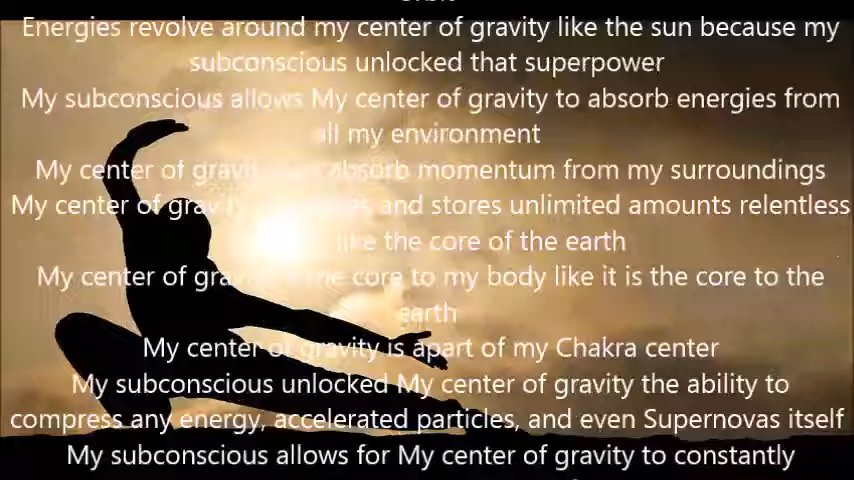 Energies revolve around my center of gravity like the sun because my
subconscious unlocked that superpower
My subconscious allows My center of gravity to absorb energies from
all my environment
My center of gravity absorb momentum from my surroundings
My center of gravity and stores unlimited amounts relentless
like the core of the earth
My center of gravity the core to my body like it is the core to the
earth
My center of gravity is apart of my Chakra center
My subconscious unlocked My center of gravity the ability to
compress any energy, accelerated particles, and even Supernovas itself
My subconscious allows for My center of gravity to constantly